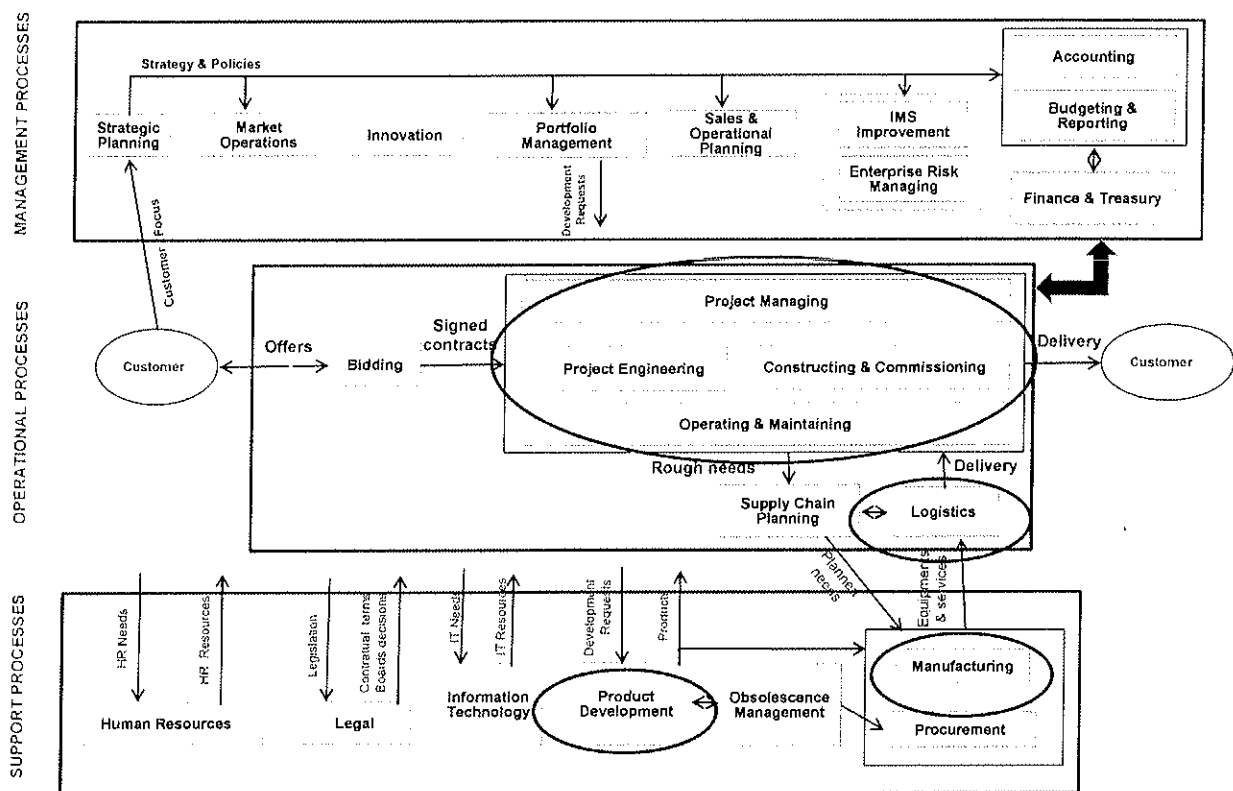 MANAGEMENT PROCESSES
Strategy & Policies
Accounting
Budgeting &
Reporting
Strategic
Planning
Market
Operations
Innovation
Portfolio
Management
Sales &
Operational
Planning
IMS
Improvement
Enterprise Risk
Managing
Finance & Treasury
Development
Requests
Customer Focus
OPERATIONAL PROCESSES
Customer
Offers
Bidding
Signed
contracts
Project Managing
Project Engineering
Constructing & Commissioning
Operating & Maintaining
Delivery
Customer
Rough needs
Delivery
Supply Chain
Planning
Logistics
Planned
needs
Equipments
& services
SUPPORT PROCESSES
HR Needs
HR Resources
Legislation
Contratual terms
Boards decisions
IT Needs
IT Resources
Development
Requests
Products
Human Resources
Legal
Information
Technology
Product
Development
Obsolescence
Management
Manufacturing
Procurement